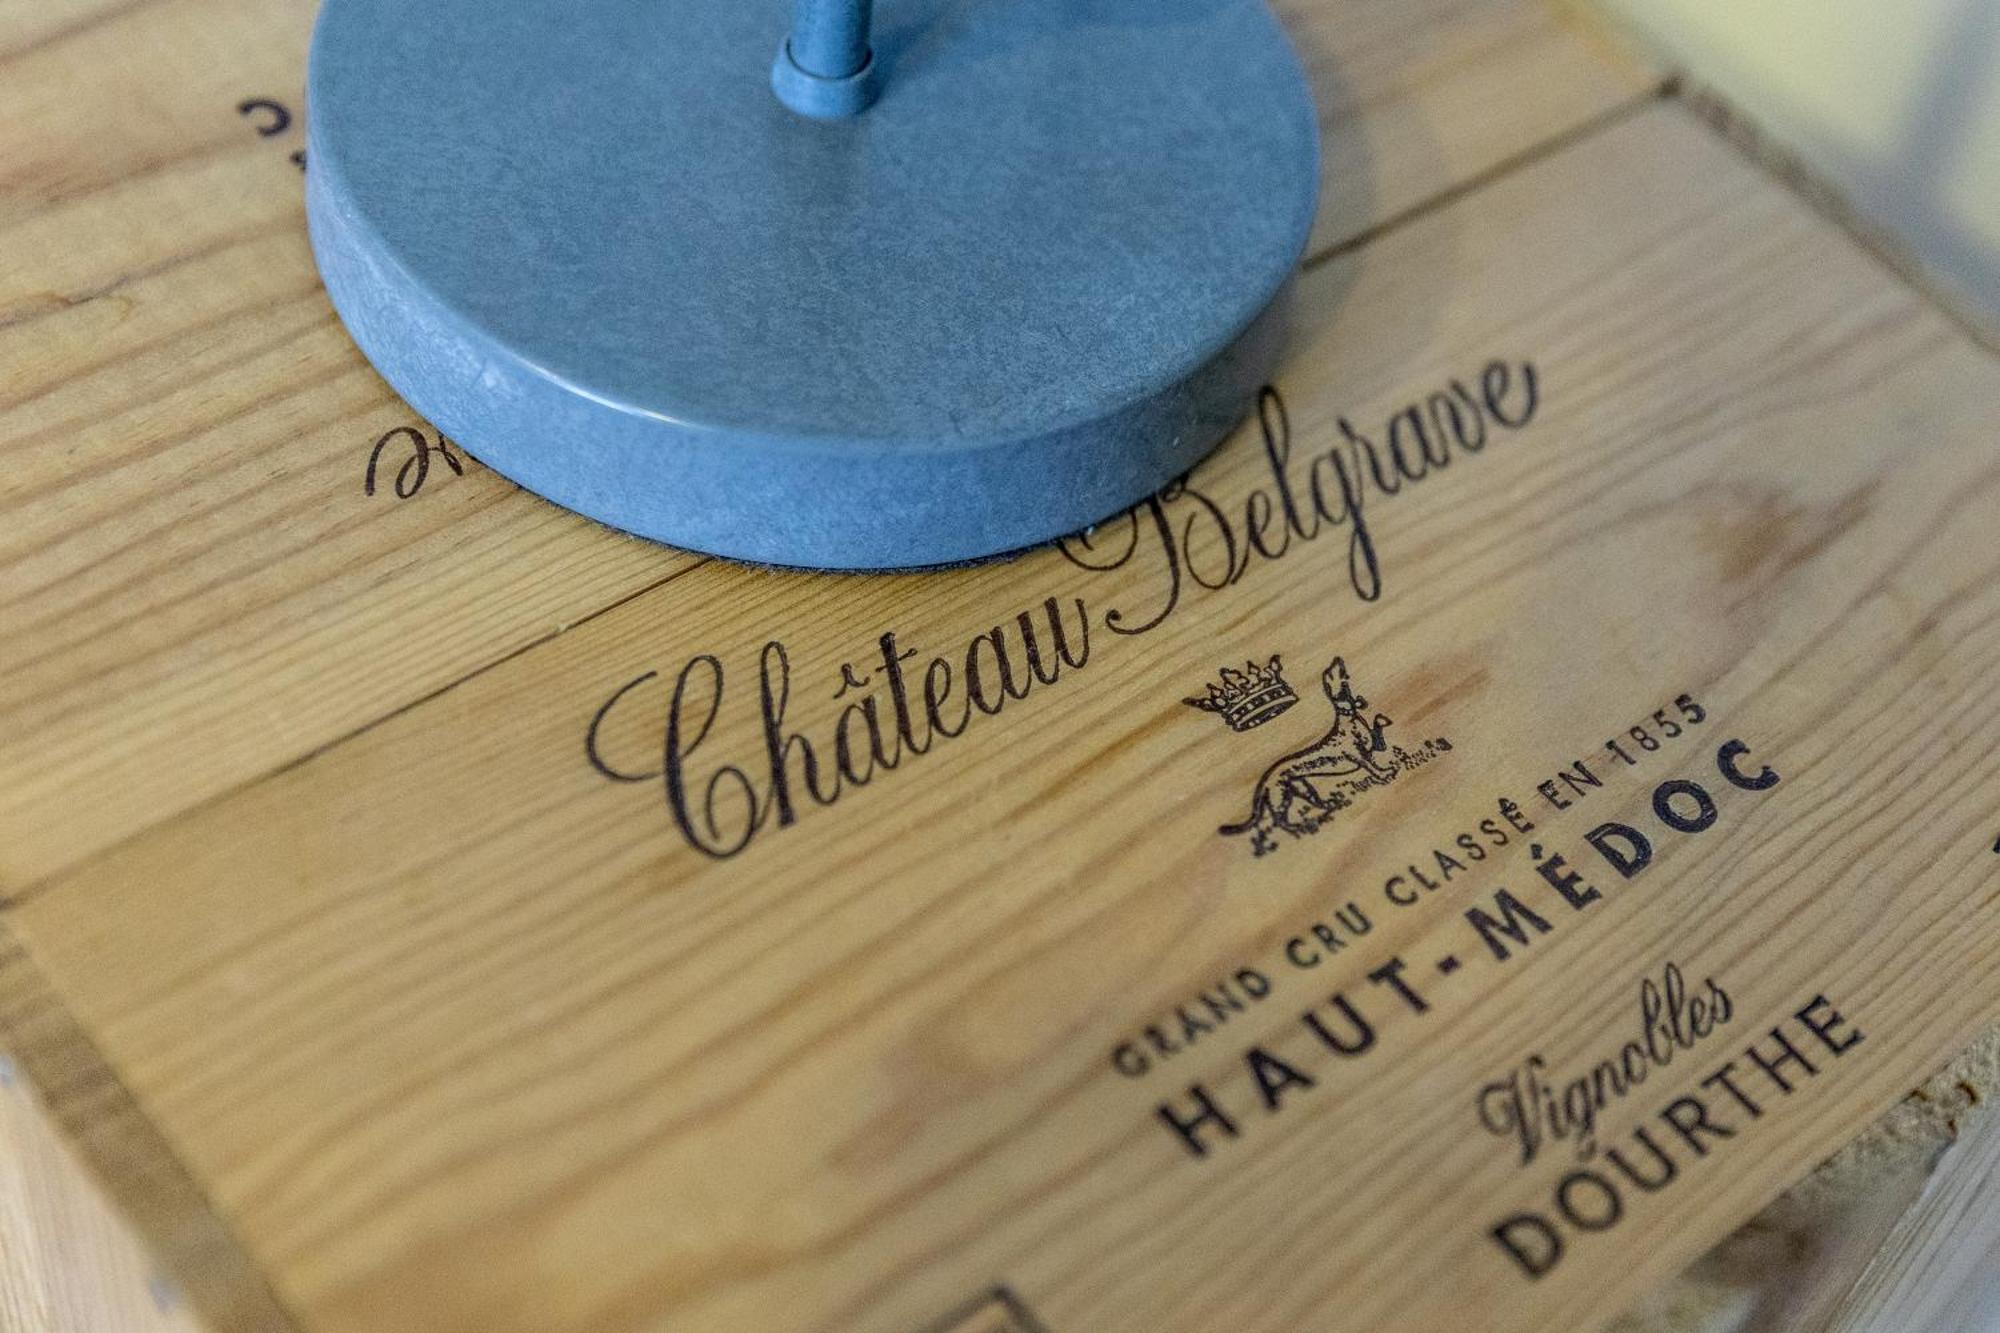 Château Belgrave
GRAND CRU CLASSÉ EN 1855
HAUT-MÉDOC
Vignobles
DOURTHE